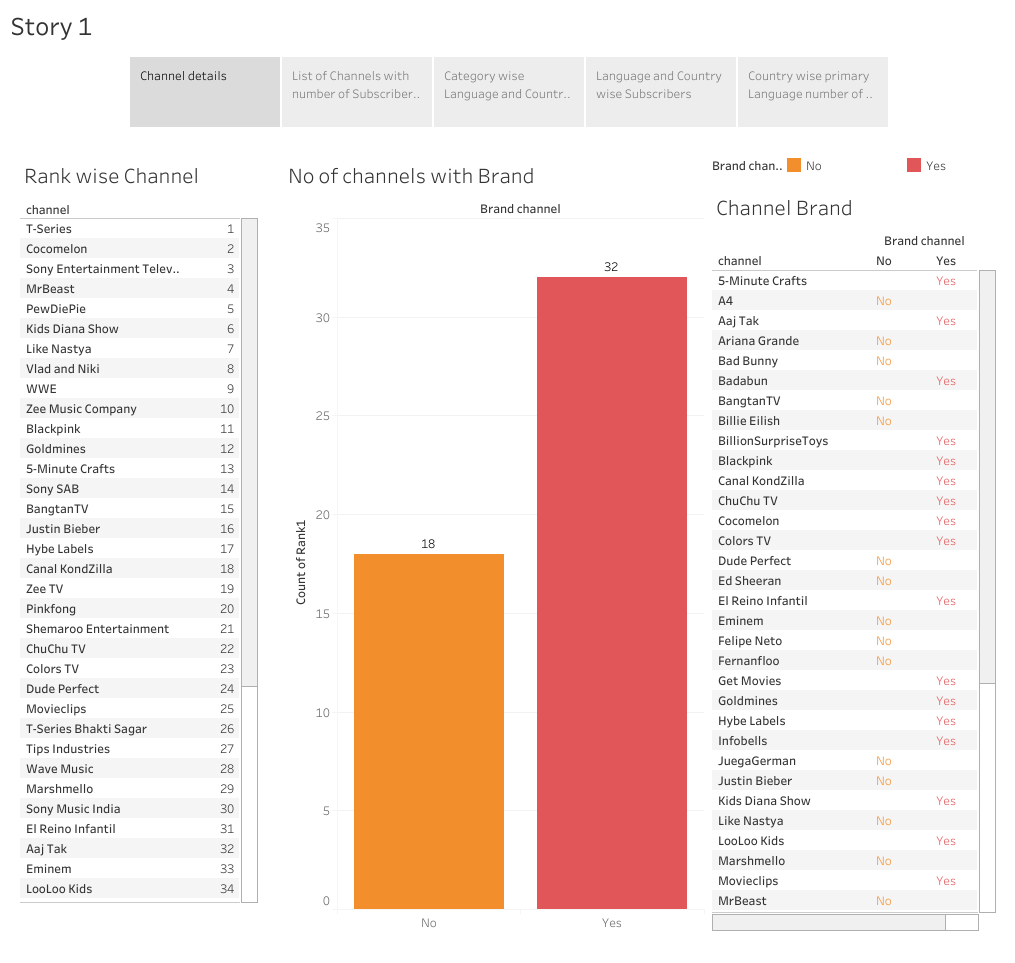 Story 1
Channel details
List of Channels with
number of Subscriber..
Category wise
Language and Countr..
Language and Country
wise Subscribers
Country wise primary
Language number of ..
Rank wise Channel
channel
T-Series 1
Cocomelon 2
Sony Entertainment Telev.. 3
MrBeast 4
PewDiePie 5
Kids Diana Show 6
Like Nastya 7
Vlad and Niki 8
WWE 9
Zee Music Company 10
Blackpink 11
Goldmines 12
5-Minute Crafts 13
Sony SAB 14
BangtanTV 15
Justin Bieber 16
Hybe Labels 17
Canal KondZilla 18
Zee TV 19
Pinkfong 20
Shemaroo Entertainment 21
ChuChu TV 22
Colors TV 23
Dude Perfect 24
Movieclips 25
T-Series Bhakti Sagar 26
Tips Industries 27
Wave Music 28
Marshmello 29
Sony Music India 30
El Reino Infantil 31
Aaj Tak 32
Eminem 33
LooLoo Kids 34
No of channels with Brand
Brand channel
35
30
25
20
15
10
5
0
Count of Rank1
18
32
No
Yes
Brand chan.. No Yes
Channel Brand
Brand channel
channel No Yes
5-Minute Crafts Yes
A4 No
Aaj Tak Yes
Ariana Grande No
Bad Bunny No
Badabun Yes
BangtanTV No
Billie Eilish No
BillionSurpriseToys Yes
Blackpink Yes
Canal KondZilla Yes
ChuChu TV Yes
Cocomelon Yes
Colors TV Yes
Dude Perfect No
Ed Sheeran No
El Reino Infantil Yes
Eminem No
Felipe Neto No
Fernanfloo No
Get Movies Yes
Goldmines Yes
Hybe Labels Yes
Infobells Yes
JuegaGerman No
Justin Bieber No
Kids Diana Show Yes
Like Nastya No
LooLoo Kids Yes
Marshmello No
Movieclips Yes
MrBeast No